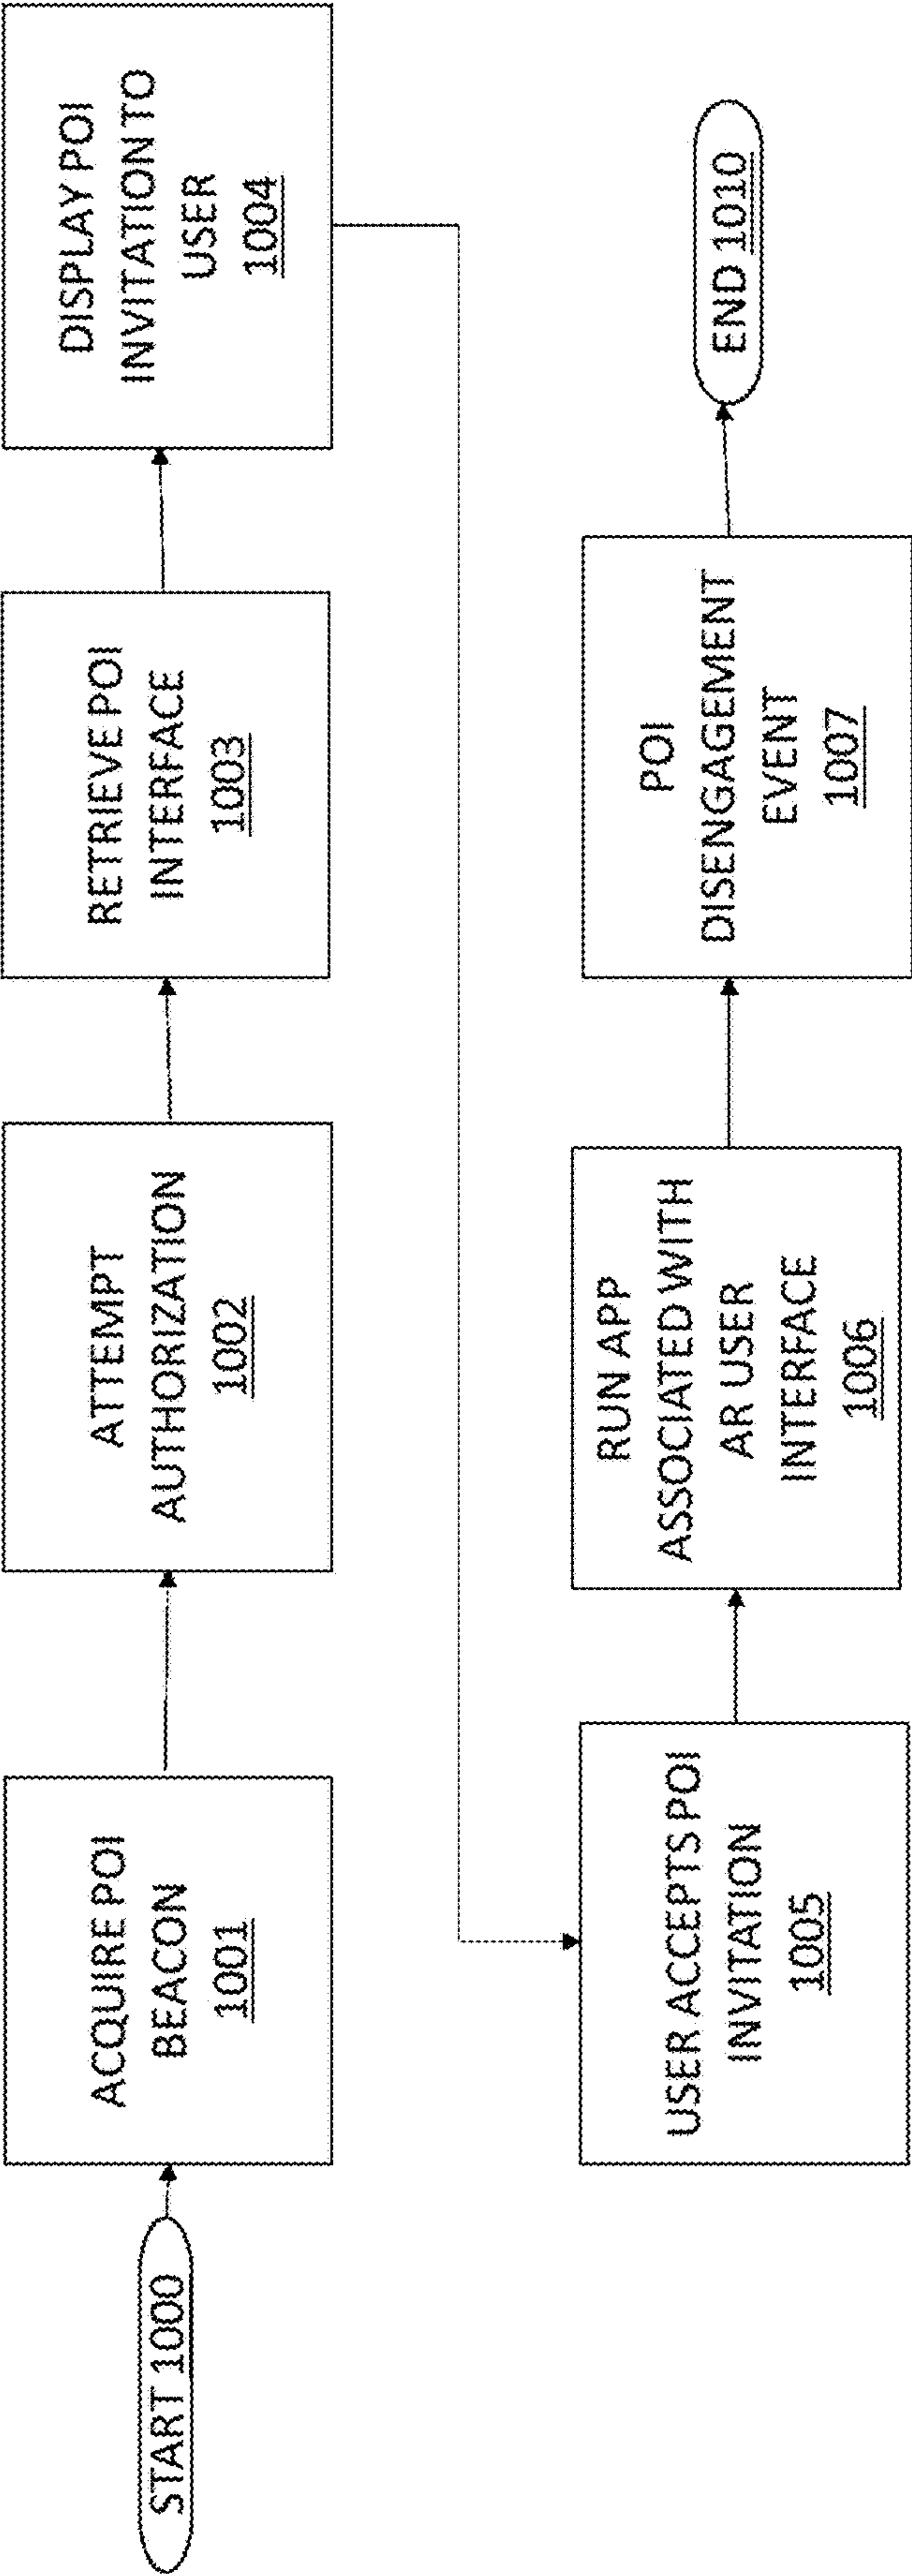 START 1000
ACQUIRE POI
BEACON
1001
ATTEMPT
AUTHORIZATION
1002
RETRIEVE POI
INTERFACE
1003
DISPLAY POI
INVITATION TO
USER
1004
USER ACCEPTS POI
INVITATION
1005
RUN APP
ASSOCIATED WITH
AR USER
INTERFACE
1006
POI
DISENGAGEMENT
EVENT
1007
END 1010